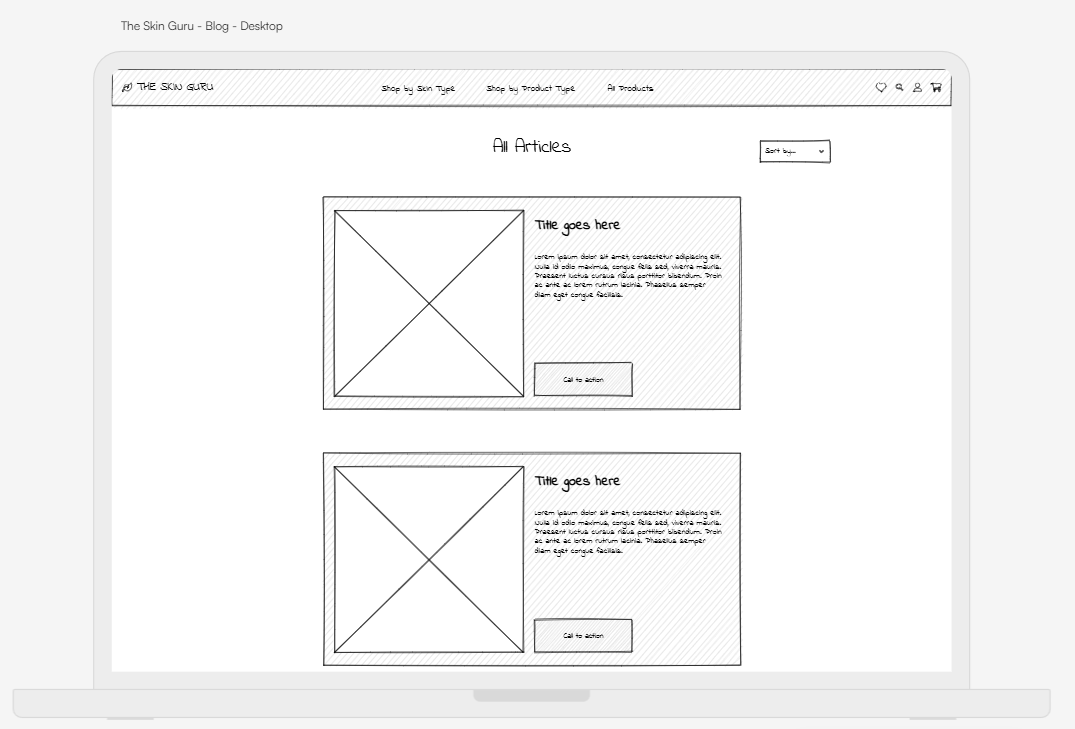 The Skin Guru - Blog - Desktop
THE SKIN GURU
Shop by Skin Type
Shop by Product Type
All Products
All Articles
Sort by...
Title goes here
Lorem ipsum dolor sit amet, consectetur adipiscing elit.
Nulla id odio maximus, congue felis sed, viverra mauris.
Praesent luctus cursus risus porttitor bibendum. Proin
ac ante ac lorem rutrum lacinia. Phasellus semper
diam eget congue facilisis.
Call to action
Title goes here
Lorem ipsum dolor sit amet, consectetur adipiscing elit.
Nulla id odio maximus, congue felis sed, viverra mauris.
Praesent luctus cursus risus porttitor bibendum. Proin
ac ante ac lorem rutrum lacinia. Phasellus semper
diam eget congue facilisis.
Call to action